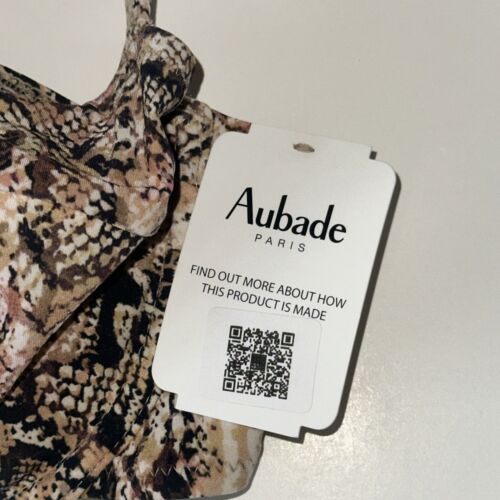 Aubade
PARIS
FIND OUT MORE ABOUT HOW
THIS PRODUCT IS MADE